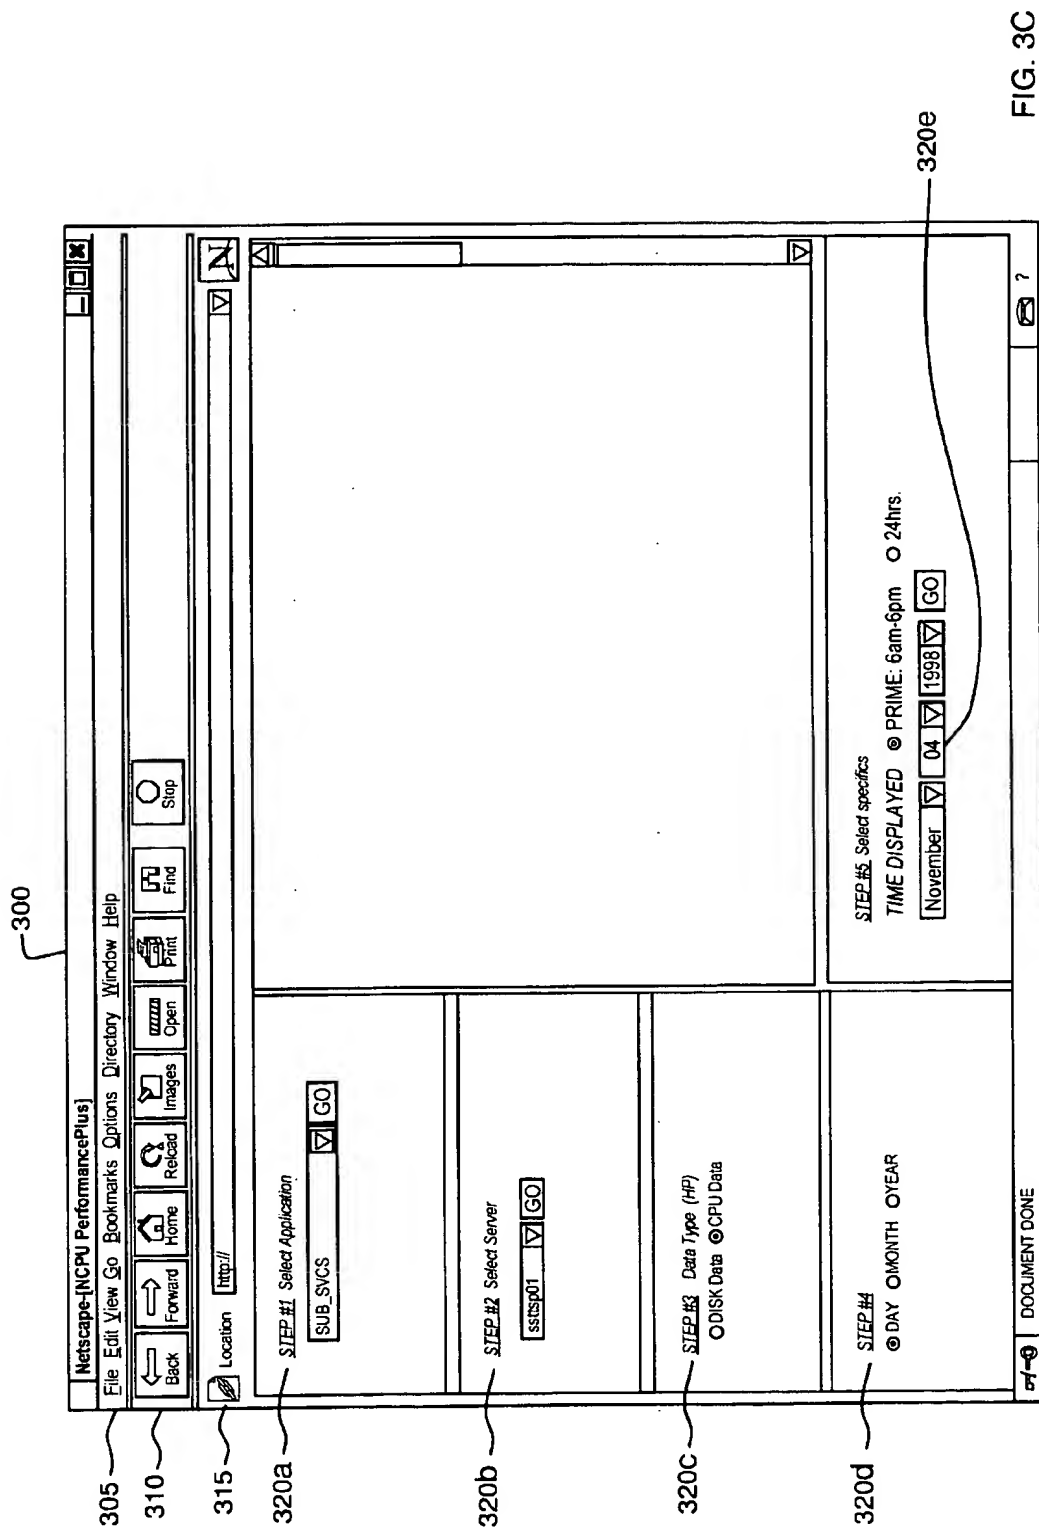 300
Netscape-[NCPU PerformancePlus]
File Edit View Go Bookmarks Options Directory Window Help
305
Back Forward Home Reload Images Open Print Find Stop
310
Location http:// N
315
STEP #1 Select Application
SUB_SVCS GO
320a
STEP #2 Select Server
ssttsp01 GO
320b
STEP #3 Data Type (HP)
DISK Data CPU Data
320c
STEP #4
DAY MONTH YEAR
320d
STEP #5 Select specifics
TIME DISPLAYED PRIME: 6am-6pm 24hrs.
November 04 1998 GO
320e
DOCUMENT DONE ?
FIG. 3C